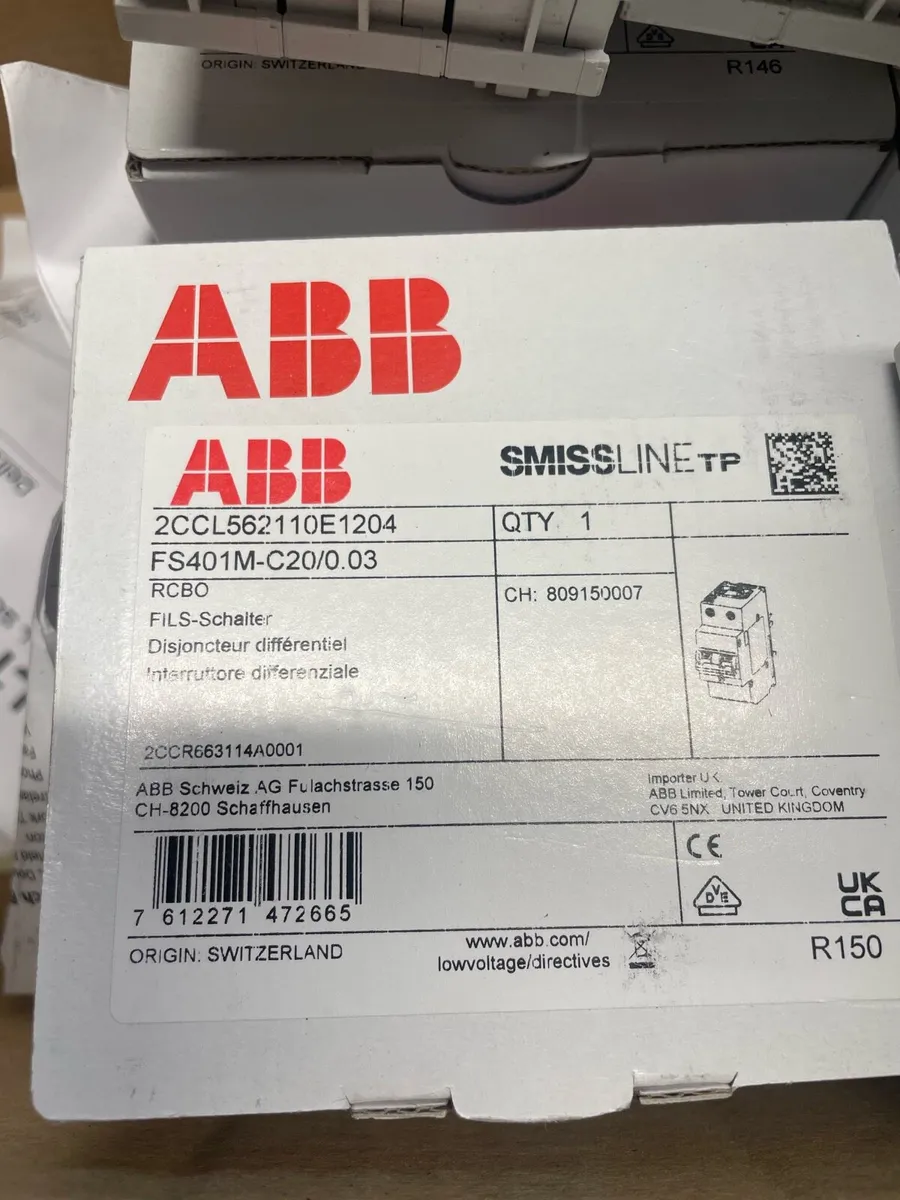 ORIGIN: SWITZERLAND
R146
ABB
ABB
SMISSLINE TP
2CCL562110E1204
QTY 1
FS401M-C20/0.03
RCBO
CH: 809150007
FILS-Schalter
Disjoncteur différentiel
Interruttore differenziale
2CCR663114A0001
ABB Schweiz AG Fulachstrasse 150
CH-8200 Schaffhausen
Importer UK
ABB Limited, Tower Court, Coventry
CV6 5NX UNITED KINGDOM
CE
DVE
UK
CA
7 612271 472665
ORIGIN: SWITZERLAND
www.abb.com/
lowvoltage/directives
R150